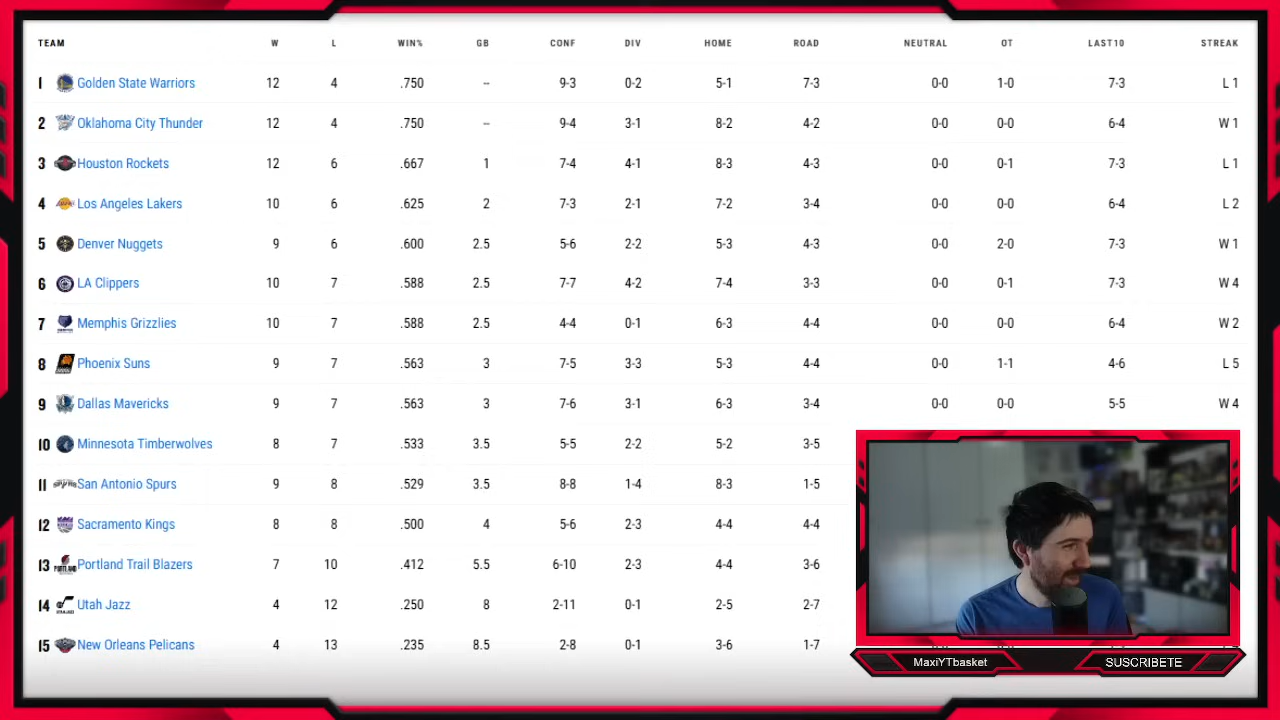 TEAM W L WIN% GB CONF DIV HOME ROAD NEUTRAL OT LAST10 STREAK
1 Golden State Warriors 12 4 .750 -- 9-3 0-2 5-1 7-3 0-0 1-0 7-3 L 1
2 Oklahoma City Thunder 12 4 .750 -- 9-4 3-1 8-2 4-2 0-0 0-0 6-4 W 1
3 Houston Rockets 12 6 .667 1 7-4 4-1 8-3 4-3 0-0 0-1 7-3 L 1
4 Los Angeles Lakers 10 6 .625 2 7-3 2-1 7-2 3-4 0-0 0-0 6-4 L 2
5 Denver Nuggets 9 6 .600 2.5 5-6 2-2 5-3 4-3 0-0 2-0 7-3 W 1
6 LA Clippers 10 7 .588 2.5 7-7 4-2 7-4 3-3 0-0 0-1 7-3 W 4
7 Memphis Grizzlies 10 7 .588 2.5 4-4 0-1 6-3 4-4 0-0 0-0 6-4 W 2
8 Phoenix Suns 9 7 .563 3 7-5 3-3 5-3 4-4 0-0 1-1 4-6 L 5
9 Dallas Mavericks 9 7 .563 3 7-6 3-1 6-3 3-4 0-0 0-0 5-5 W 4
10 Minnesota Timberwolves 8 7 .533 3.5 5-5 2-2 5-2 3-5
11 San Antonio Spurs 9 8 .529 3.5 8-8 1-4 8-3 1-5
12 Sacramento Kings 8 8 .500 4 5-6 2-3 4-4 4-4
13 Portland Trail Blazers 7 10 .412 5.5 6-10 2-3 4-4 3-6
14 Utah Jazz 4 12 .250 8 2-11 0-1 2-5 2-7
15 New Orleans Pelicans 4 13 .235 8.5 2-8 0-1 3-6 1-7
MaxiYTbasket SUSCRIBETE